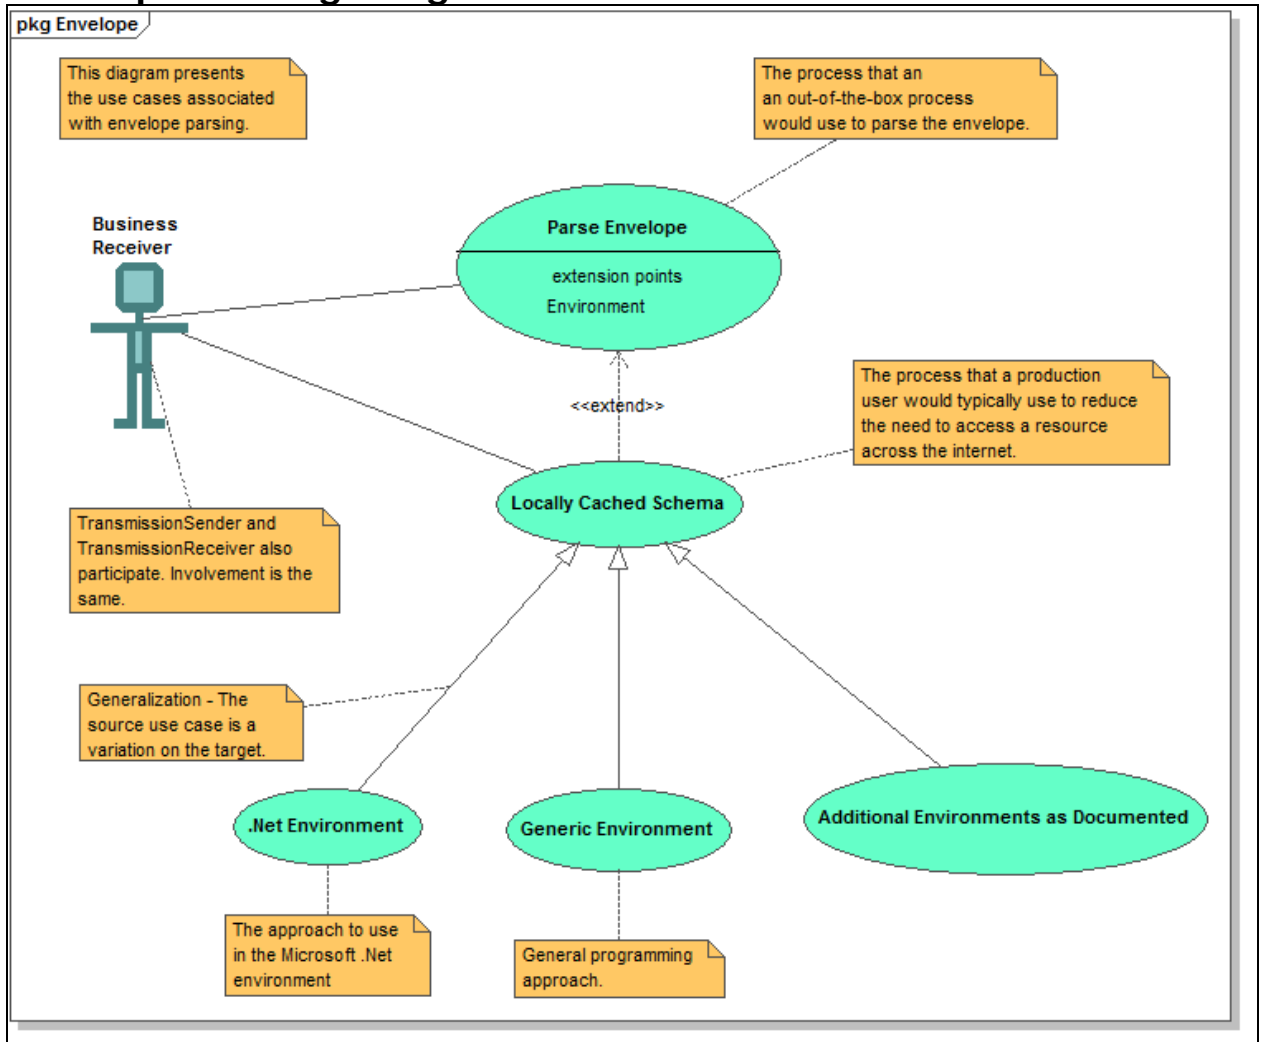 pkg Envelope
This diagram presents
the use cases associated
with envelope parsing.
The process that an
an out-of-the-box process
would use to parse the envelope.
Business
Receiver
Parse Envelope
extension points
Environment
<<extend>>
The process that a production
user would typically use to reduce
the need to access a resource
across the internet.
Locally Cached Schema
TransmissionSender and
TransmissionReceiver also
participate. Involvement is the
same.
Generalization - The
source use case is a
variation on the target.
.Net Environment
Generic Environment
Additional Environments as Documented
The approach to use
in the Microsoft .Net
environment
General programming
approach.